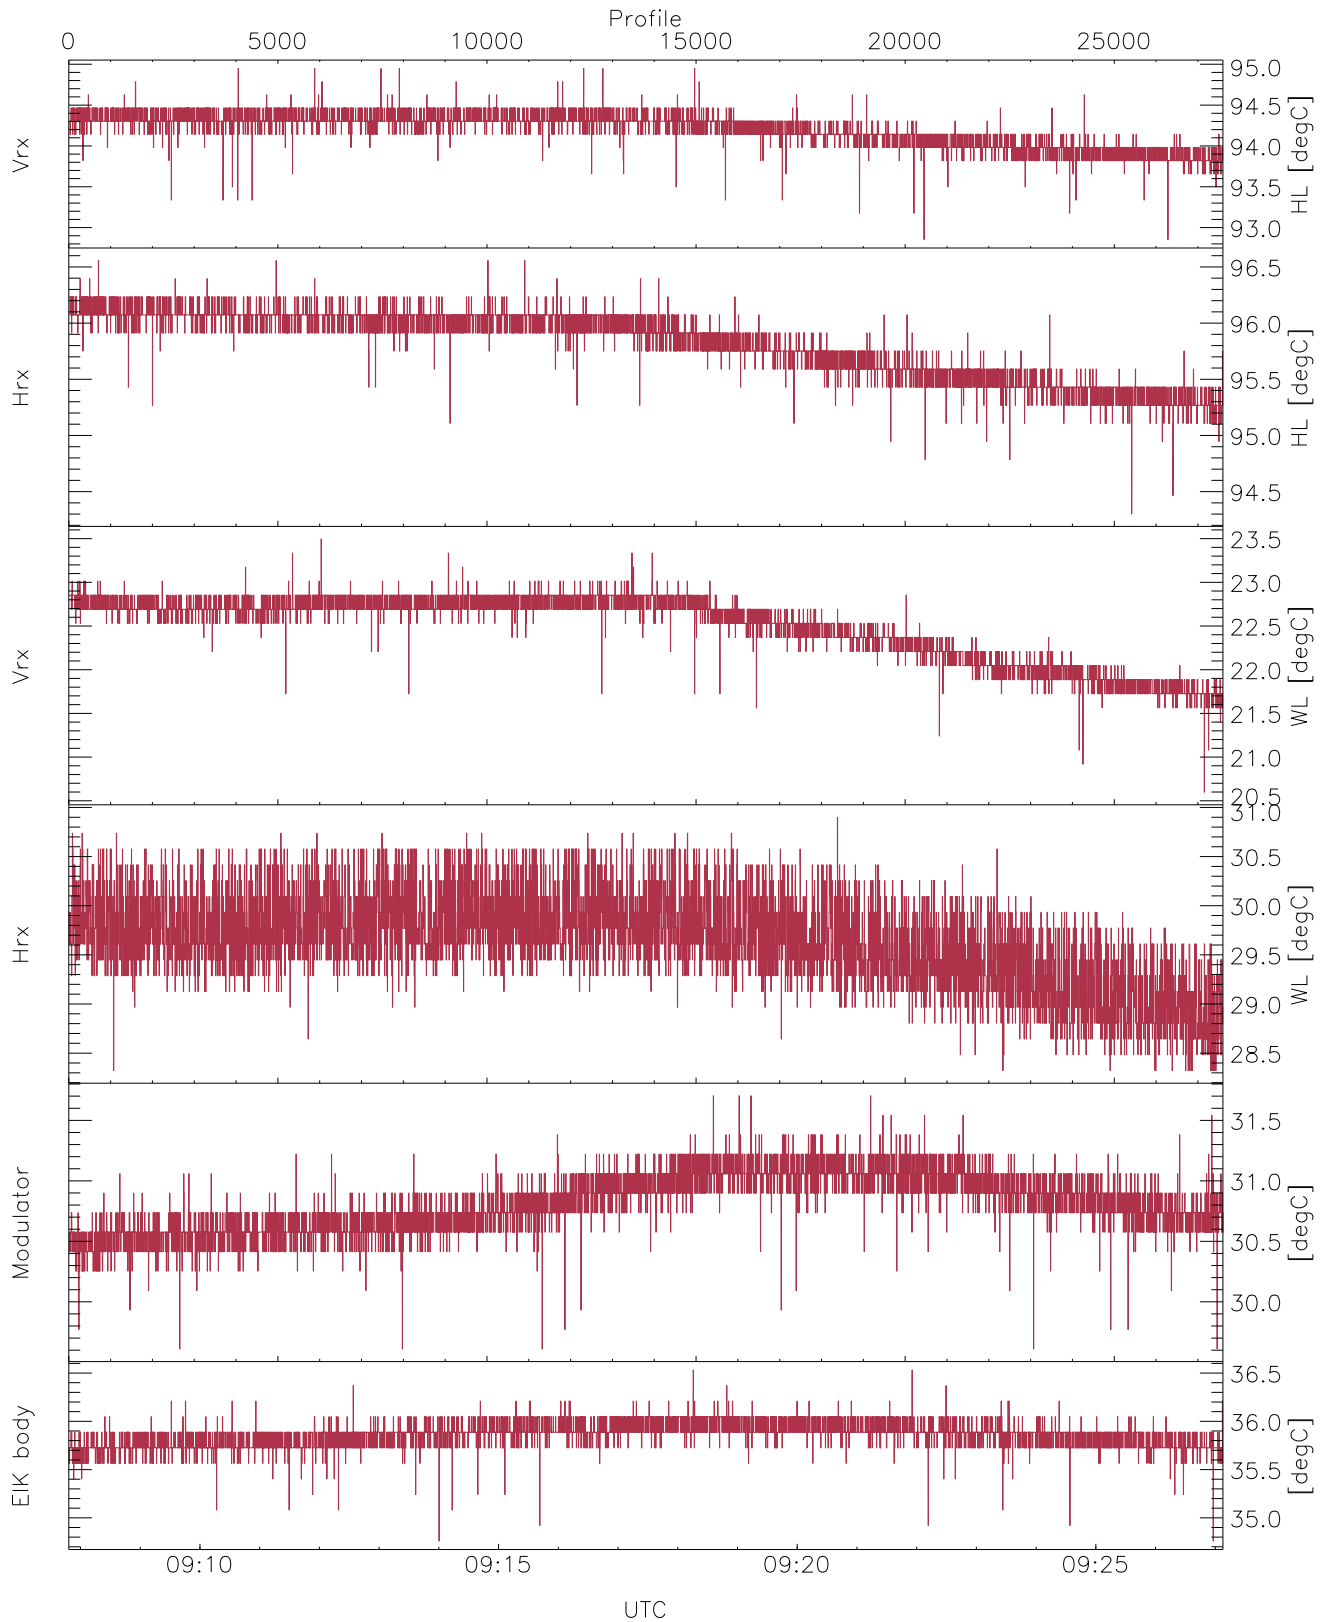 Profile
0 5000 10000 15000 20000 25000
Vrx
95.0
94.5
94.0
93.5
93.0
HL [degC]
Hrx
96.5
96.0
95.5
95.0
94.5
HL [degC]
Vrx
23.5
23.0
22.5
22.0
21.5
21.0
20.5
WL [degC]
Hrx
31.0
30.5
30.0
29.5
29.0
28.5
WL [degC]
Modulator
31.5
31.0
30.5
30.0
[degC]
EIK body
36.5
36.0
35.5
35.0
[degC]
09:10 09:15 09:20 09:25
UTC